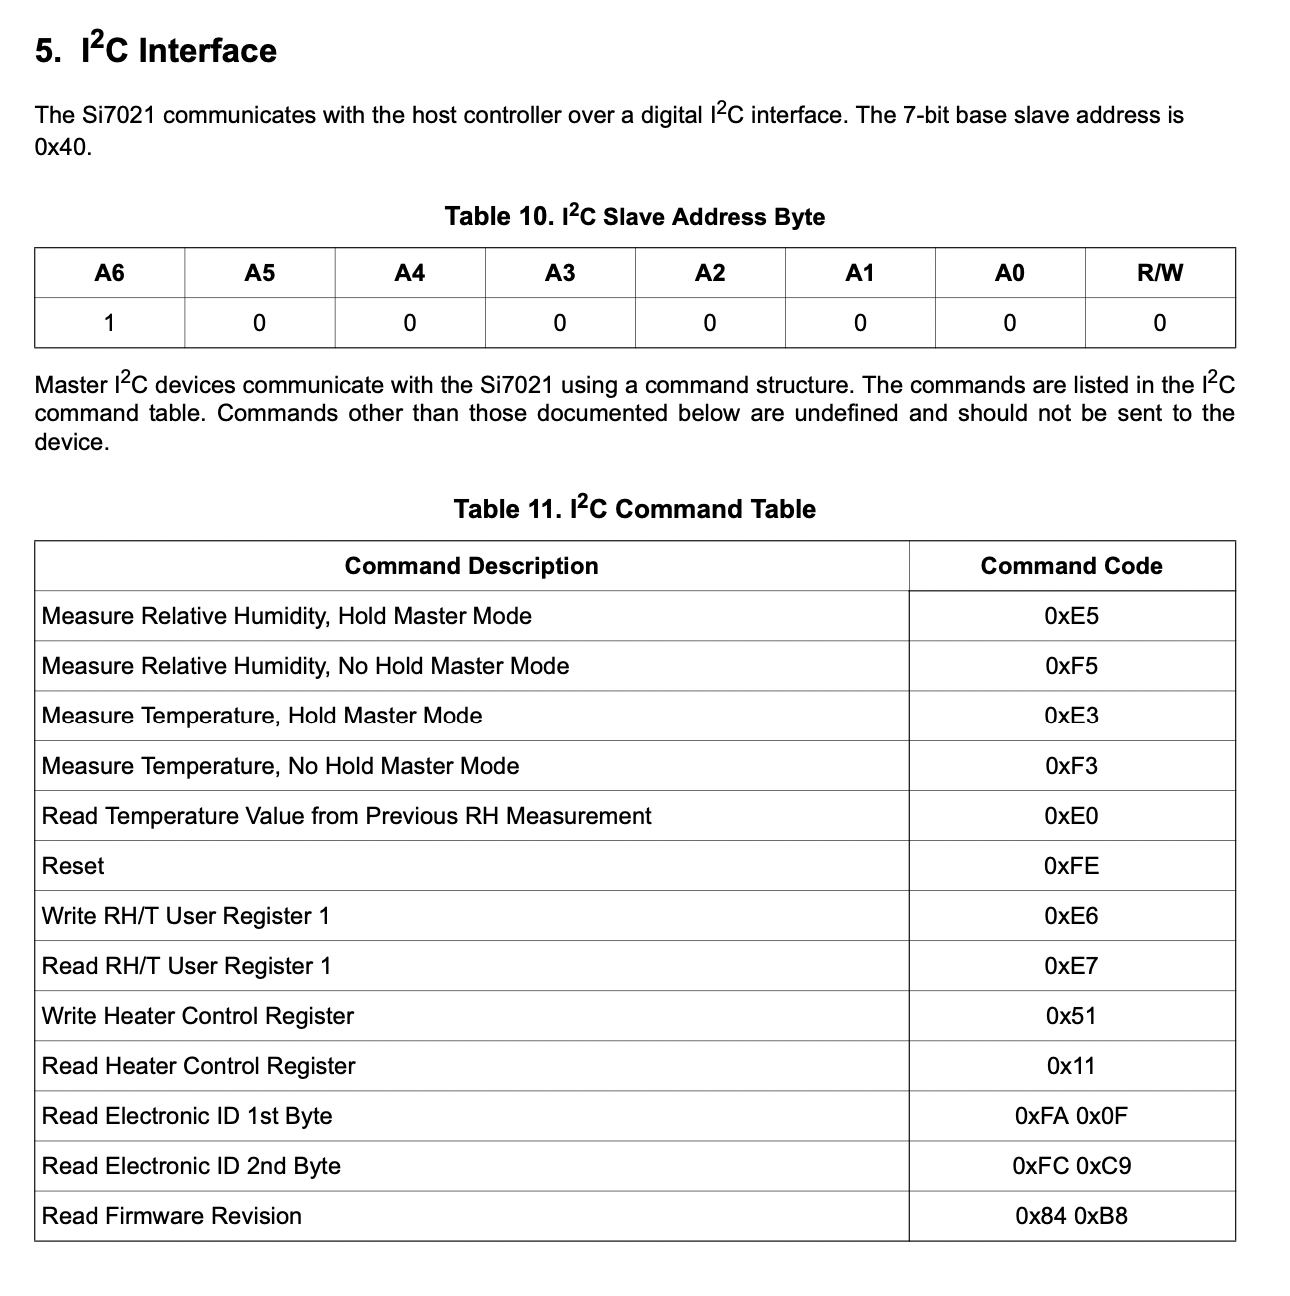 5. I²C Interface
The Si7021 communicates with the host controller over a digital I²C interface. The 7-bit base slave address is
0x40.
Table 10. I²C Slave Address Byte
A6 A5 A4 A3 A2 A1 A0 R/W
1 0 0 0 0 0 0 0
Master I²C devices communicate with the Si7021 using a command structure. The commands are listed in the I²C
command table. Commands other than those documented below are undefined and should not be sent to the
device.
Table 11. I²C Command Table
Command Description Command Code
Measure Relative Humidity, Hold Master Mode 0xE5
Measure Relative Humidity, No Hold Master Mode 0xF5
Measure Temperature, Hold Master Mode 0xE3
Measure Temperature, No Hold Master Mode 0xF3
Read Temperature Value from Previous RH Measurement 0xE0
Reset 0xFE
Write RH/T User Register 1 0xE6
Read RH/T User Register 1 0xE7
Write Heater Control Register 0x51
Read Heater Control Register 0x11
Read Electronic ID 1st Byte 0xFA 0x0F
Read Electronic ID 2nd Byte 0xFC 0xC9
Read Firmware Revision 0x84 0xB8